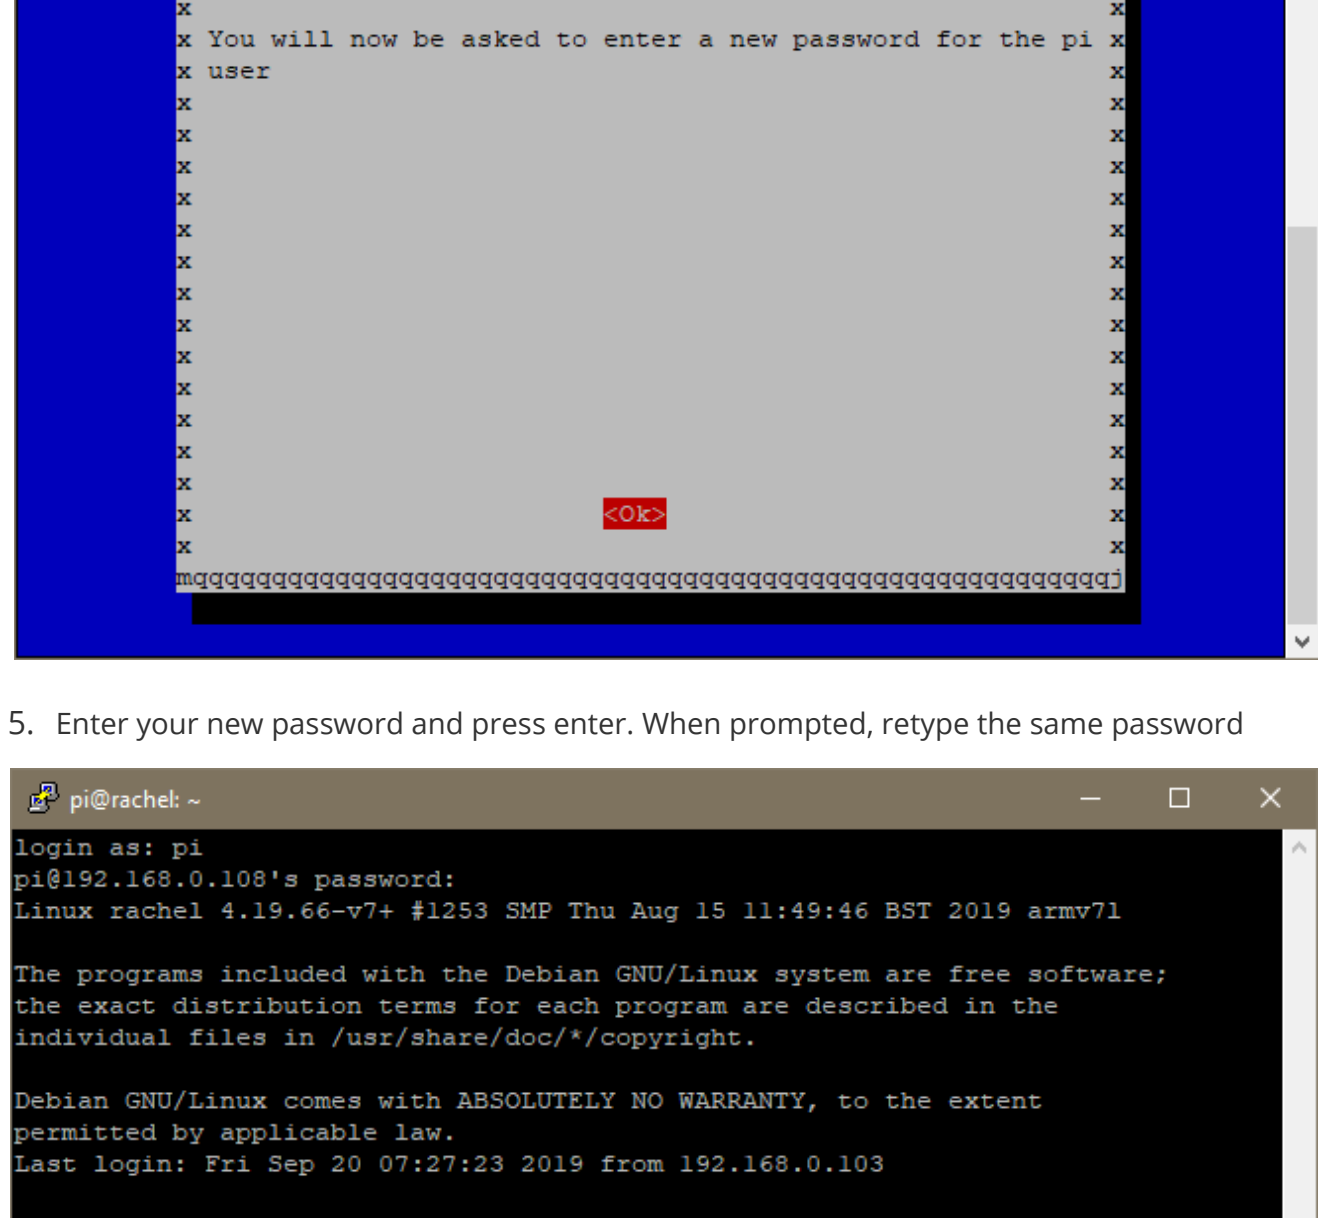 x x
x You will now be asked to enter a new password for the pi x
x user x
x x
x x
x x
x x
x x
x x
x x
x x
x x
x x
x x
x x
x x
x <Ok> x
x x
mqqqqqqqqqqqqqqqqqqqqqqqqqqqqqqqqqqqqqqqqqqqqqqqqqqqqqqqqqqj
5. Enter your new password and press enter. When prompted, retype the same password
pi@rachel: ~
login as: pi
pi@192.168.0.108's password:
Linux rachel 4.19.66-v7+ #1253 SMP Thu Aug 15 11:49:46 BST 2019 armv7l
The programs included with the Debian GNU/Linux system are free software;
the exact distribution terms for each program are described in the
individual files in /usr/share/doc/*/copyright.
Debian GNU/Linux comes with ABSOLUTELY NO WARRANTY, to the extent
permitted by applicable law.
Last login: Fri Sep 20 07:27:23 2019 from 192.168.0.103